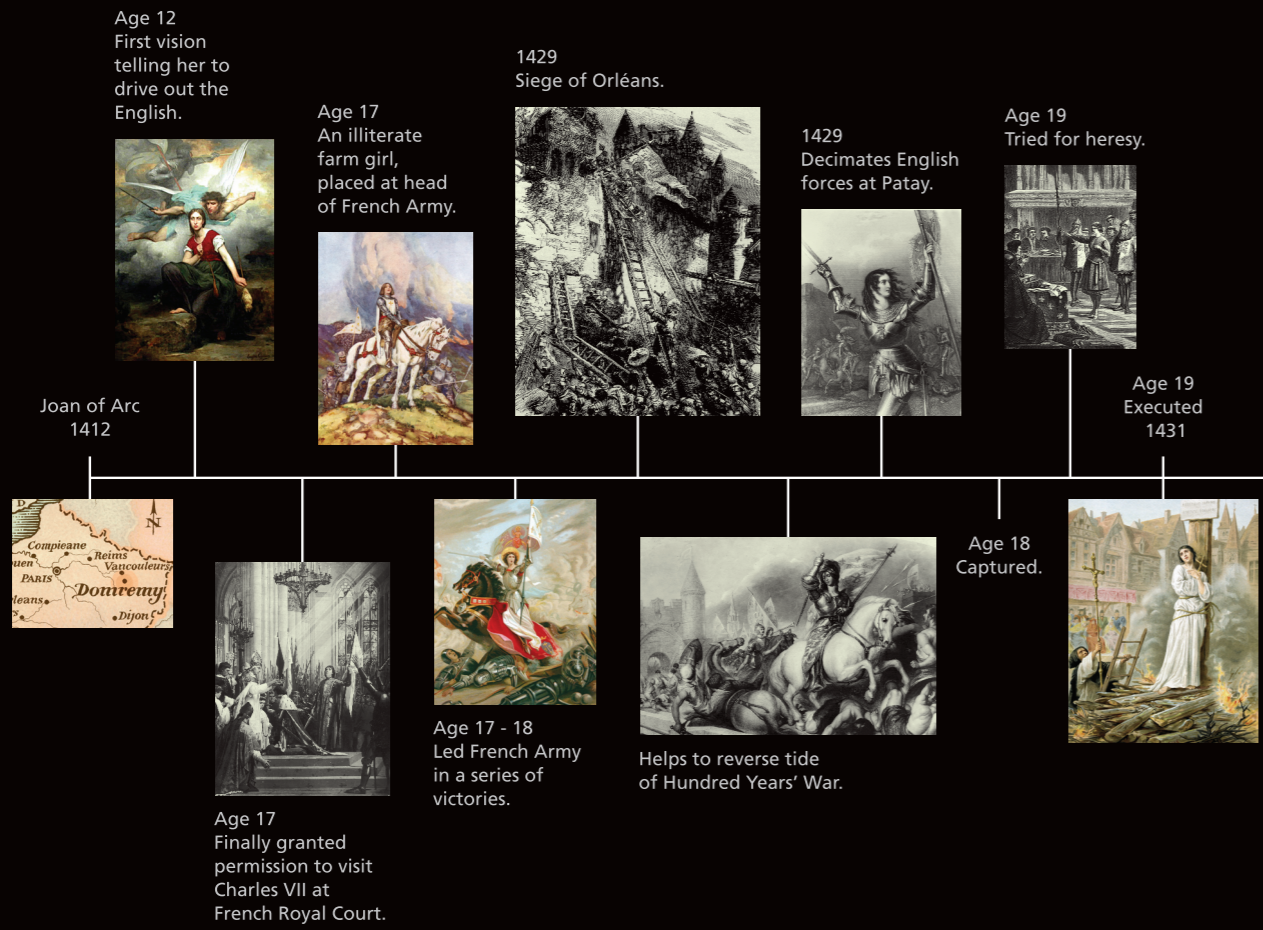 Age 12
First vision
telling her to
drive out the
English.
Age 17
An illiterate
farm girl,
placed at head
of French Army.
1429
Siege of Orléans.
1429
Decimates English
forces at Patay.
Age 19
Tried for heresy.
Age 19
Executed
1431
Joan of Arc
1412
D
N
Compieane
Reims
uen
Vancouleurs
PARIS
Domremy
leans
s
Dijon
Age 17
Finally granted
permission to visit
Charles VII at
French Royal Court.
Age 17 - 18
Led French Army
in a series of
victories.
Helps to reverse tide
of Hundred Years' War.
Age 18
Captured.